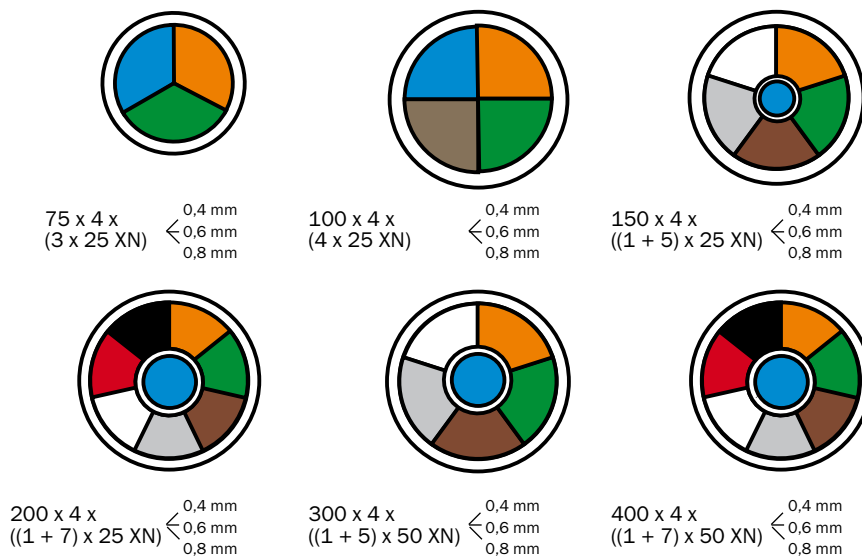 75 x 4 x
(3 x 25 XN)
0,4 mm
0,6 mm
0,8 mm
100 x 4 x
(4 x 25 XN)
0,4 mm
0,6 mm
0,8 mm
150 x 4 x
((1 + 5) x 25 XN)
0,4 mm
0,6 mm
0,8 mm
200 x 4 x
((1 + 7) x 25 XN)
0,4 mm
0,6 mm
0,8 mm
300 x 4 x
((1 + 5) x 50 XN)
0,4 mm
0,6 mm
0,8 mm
400 x 4 x
((1 + 7) x 50 XN)
0,4 mm
0,6 mm
0,8 mm